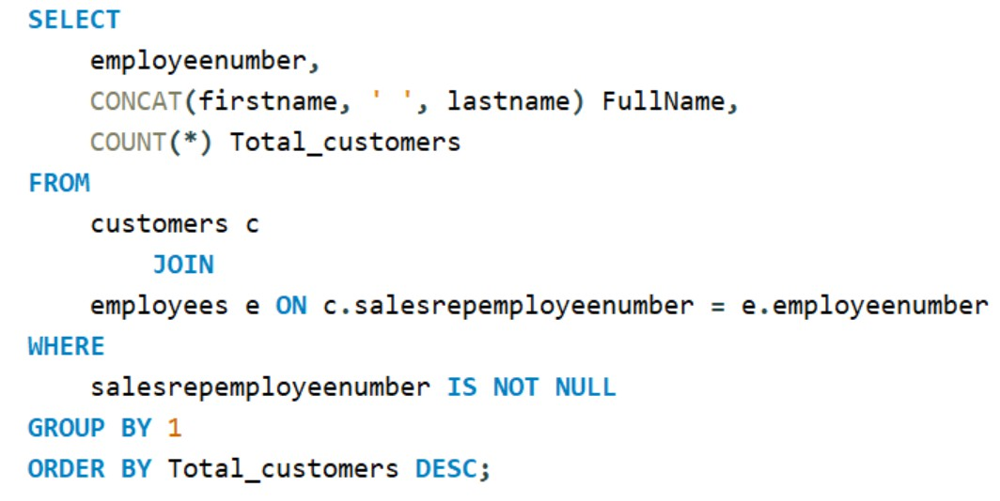 SELECT
employeenumber,
CONCAT(firstname, ' ', lastname) FullName,
COUNT(*) Total_customers
FROM
customers c
JOIN
employees e ON c.salesrepemployeenumber = e.employeenumber
WHERE
salesrepemployeenumber IS NOT NULL
GROUP BY 1
ORDER BY Total_customers DESC;